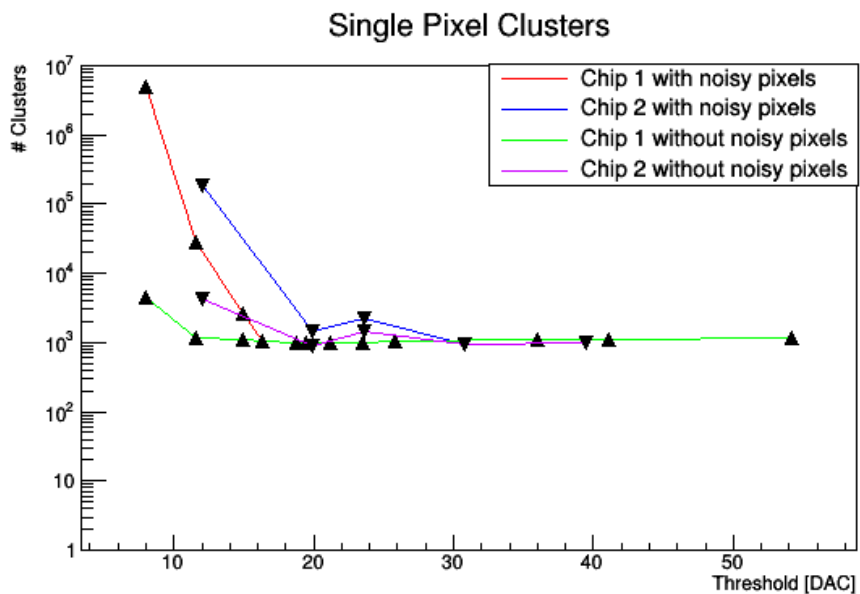 Single Pixel Clusters
# Clusters
10^7
10^6
10^5
10^4
10^3
10^2
10
1
Chip 1 with noisy pixels
Chip 2 with noisy pixels
Chip 1 without noisy pixels
Chip 2 without noisy pixels
10 20 30 40 50
Threshold [DAC]